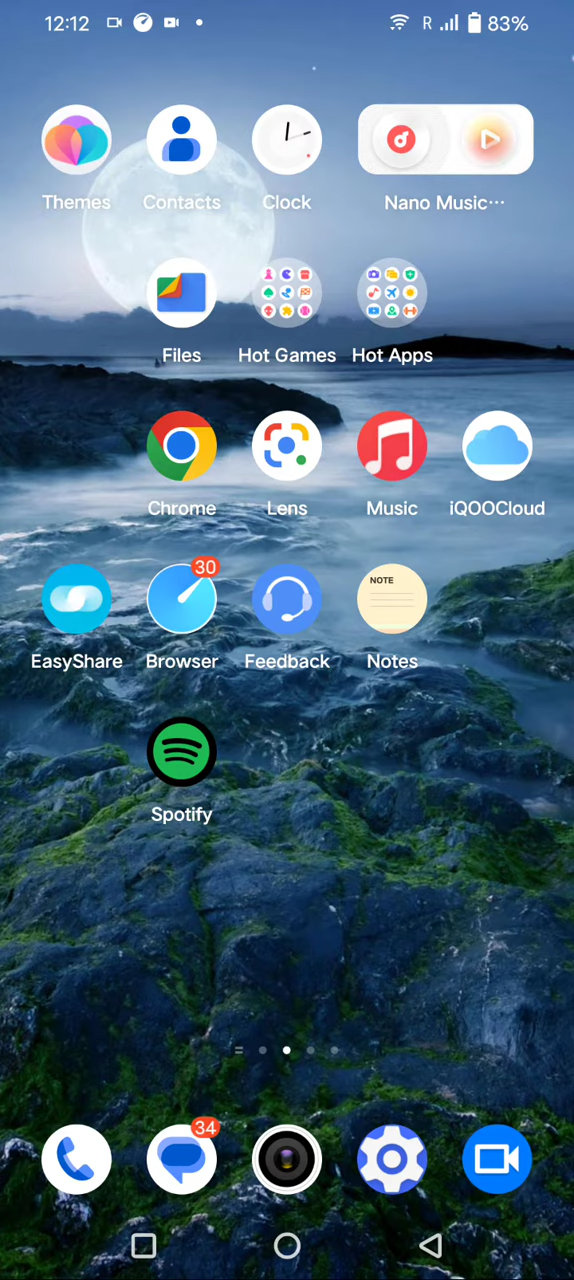 12:12 R 83%
Themes Contacts Clock Nano Music···
Files Hot Games Hot Apps
Chrome Lens Music iQOOCloud
30
NOTE
EasyShare Browser Feedback Notes
Spotify
34